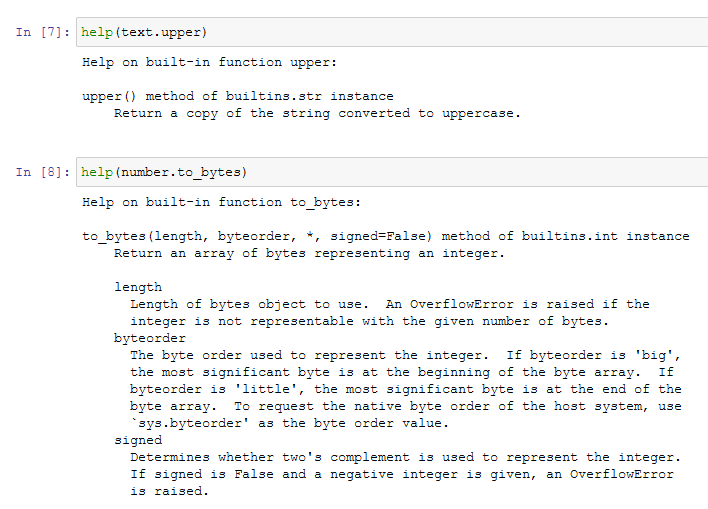 In [7]: help(text.upper)
Help on built-in function upper:
upper() method of builtins.str instance
Return a copy of the string converted to uppercase.
In [8]: help(number.to_bytes)
Help on built-in function to_bytes:
to_bytes(length, byteorder, *, signed=False) method of builtins.int instance
Return an array of bytes representing an integer.
length
Length of bytes object to use.  An OverflowError is raised if the
integer is not representable with the given number of bytes.
byteorder
The byte order used to represent the integer.  If byteorder is 'big',
the most significant byte is at the beginning of the byte array.  If
byteorder is 'little', the most significant byte is at the end of the
byte array.  To request the native byte order of the host system, use
`sys.byteorder' as the byte order value.
signed
Determines whether two's complement is used to represent the integer.
If signed is False and a negative integer is given, an OverflowError
is raised.